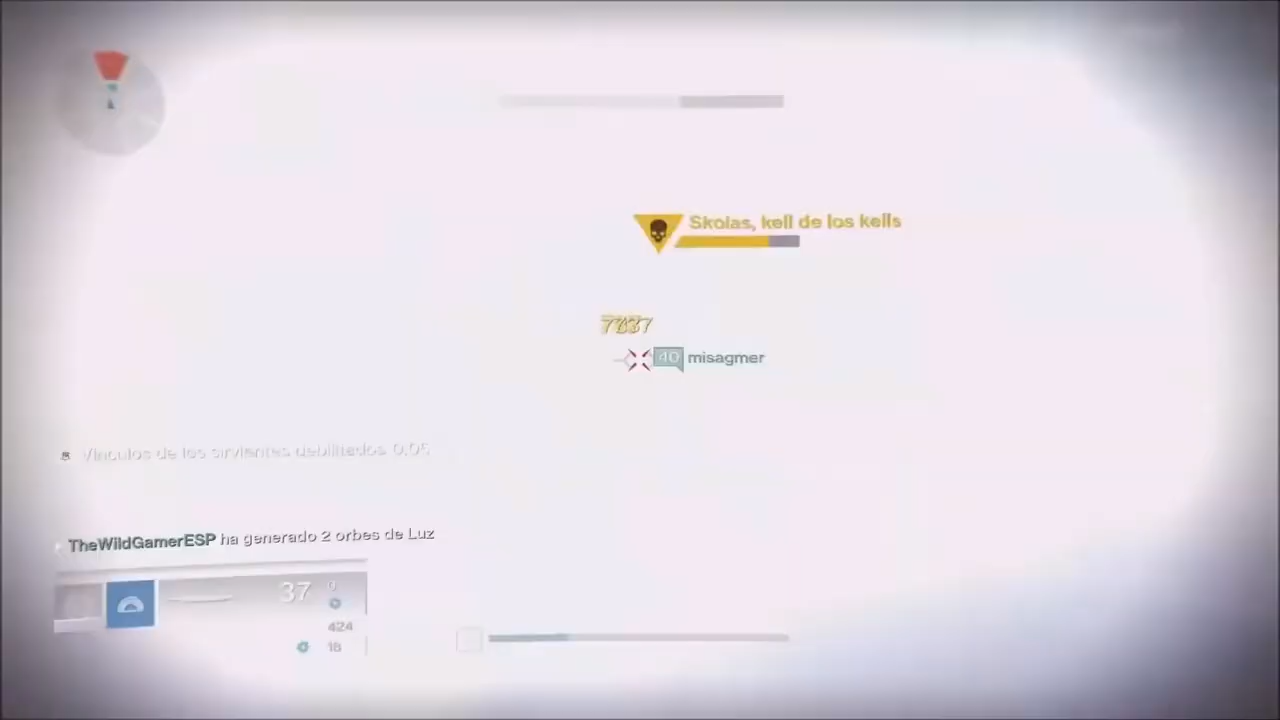 Skolas, kell de los kells
40 misagmer
Vínculos de los sirvientes debilitados 0:05
TheWildGamerESP ha generado 2 orbes de Luz
37 0
424
18